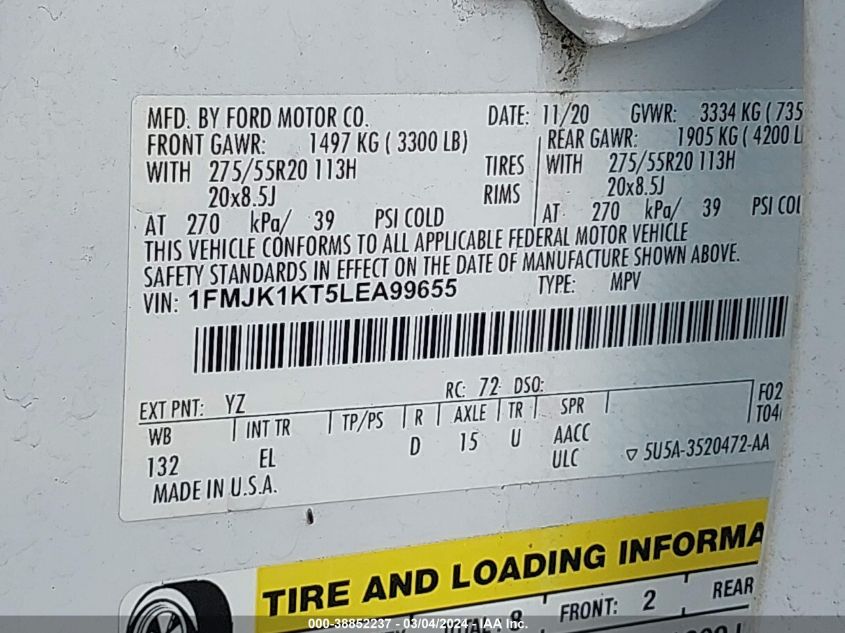 MFD. BY FORD MOTOR CO. DATE: 11/20 GVWR: 3334 KG ( 735
FRONT GAWR: 1497 KG ( 3300 LB) REAR GAWR: 1905 KG ( 4200 L
WITH 275/55R20 113H TIRES WITH 275/55R20 113H
20x8.5J RIMS 20x8.5J
AT 270 kPa/ 39 PSI COLD AT 270 kPa/ 39 PSI COL
THIS VEHICLE CONFORMS TO ALL APPLICABLE FEDERAL MOTOR VEHICLE
SAFETY STANDARDS IN EFFECT ON THE DATE OF MANUFACTURE SHOWN ABOVE.
VIN: 1FMJK1KT5LEA99655 TYPE: MPV
EXT PNT: YZ RC: 72 DSO: F02
WB INT TR TP/PS R AXLE TR SPR T04
132 EL D 15 U AACC
ULC ▽ 5U5A-3520472-AA
MADE IN U.S.A.
TIRE AND LOADING INFORMA
TOTAL: 8 FRONT: 2 REAR
000-38852237 - 03/04/2024 - IAA Inc.